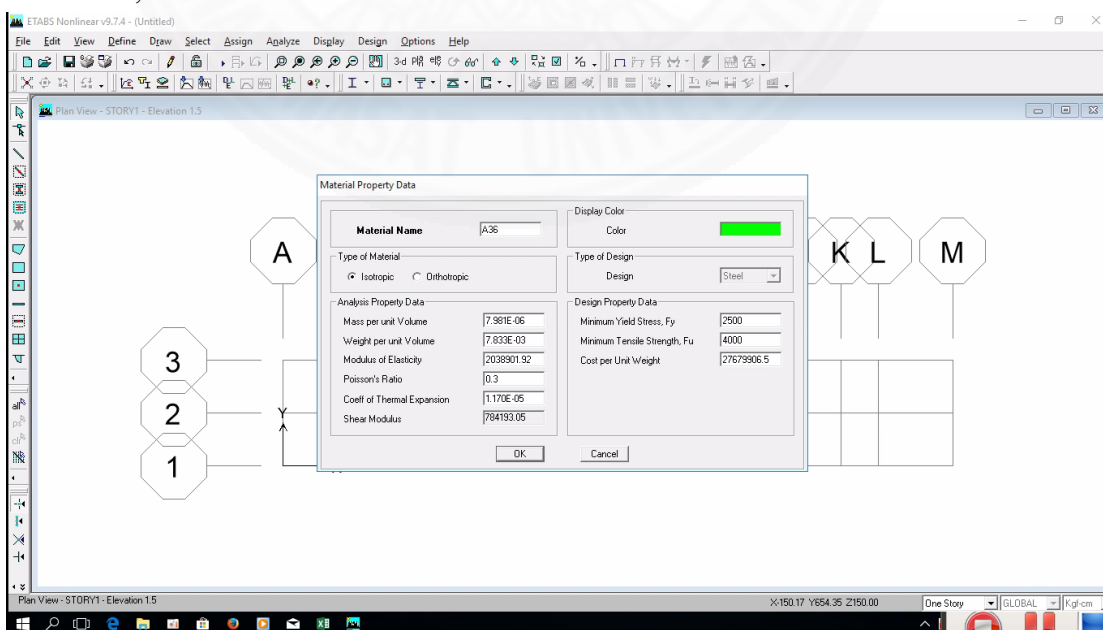 ETABS Nonlinear v9.7.4 - (Untitled)
File Edit View Define Draw Select Assign Analyze Display Design Options Help
3-d
Plan View - STORY1 - Elevation 1.5
Material Property Data
Material Name A36
Display Color
Color
Type of Material
Isotropic Orthotropic
Type of Design
Design Steel
Analysis Property Data
Mass per unit Volume 7.981E-06
Weight per unit Volume 7.833E-03
Modulus of Elasticity 2038901.92
Poisson's Ratio 0.3
Coeff of Thermal Expansion 1.170E-05
Shear Modulus 784193.05
Design Property Data
Minimum Yield Stress, Fy 2500
Minimum Tensile Strength, Fu 4000
Cost per Unit Weight 27679906.5
OK Cancel
A K L M
3
2
1
Y
all
ps
clr
Plan View - STORY1 - Elevation 1.5
X-150.17 Y654.35 Z150.00
One Story GLOBAL Kgf-cm